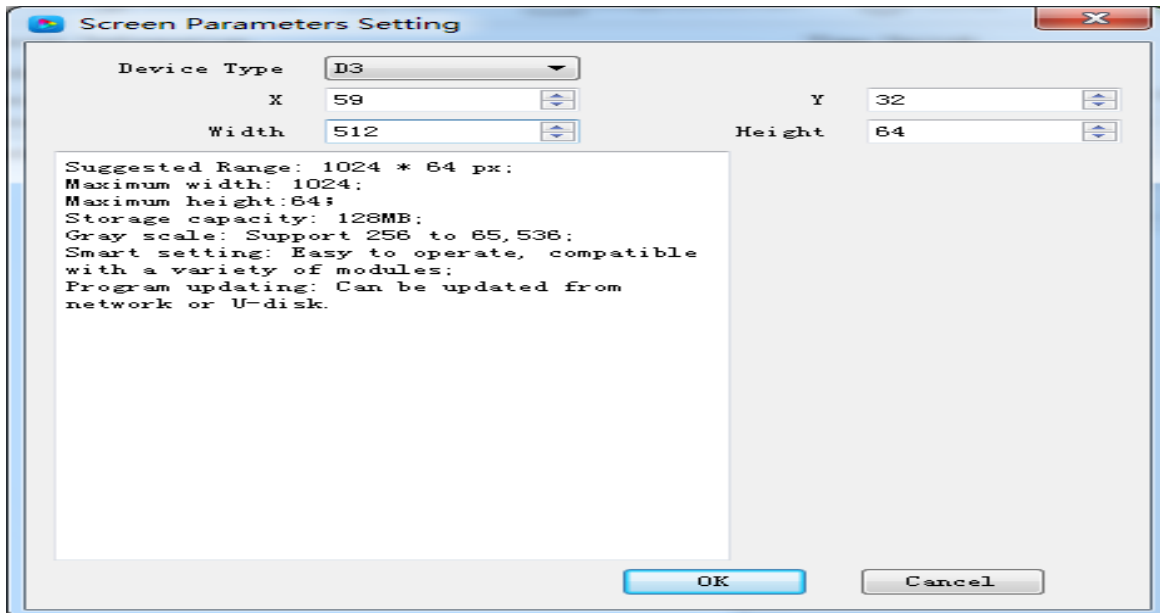 Screen Parameters Setting
Device Type D3
X 59 Y 32
Width 512 Height 64
Suggested Range: 1024 * 64 px;
Maximum width: 1024;
Maximum height:64;
Storage capacity: 128MB;
Gray scale: Support 256 to 65,536;
Smart setting: Easy to operate, compatible
with a variety of modules;
Program updating: Can be updated from
network or U-disk.
OK Cancel